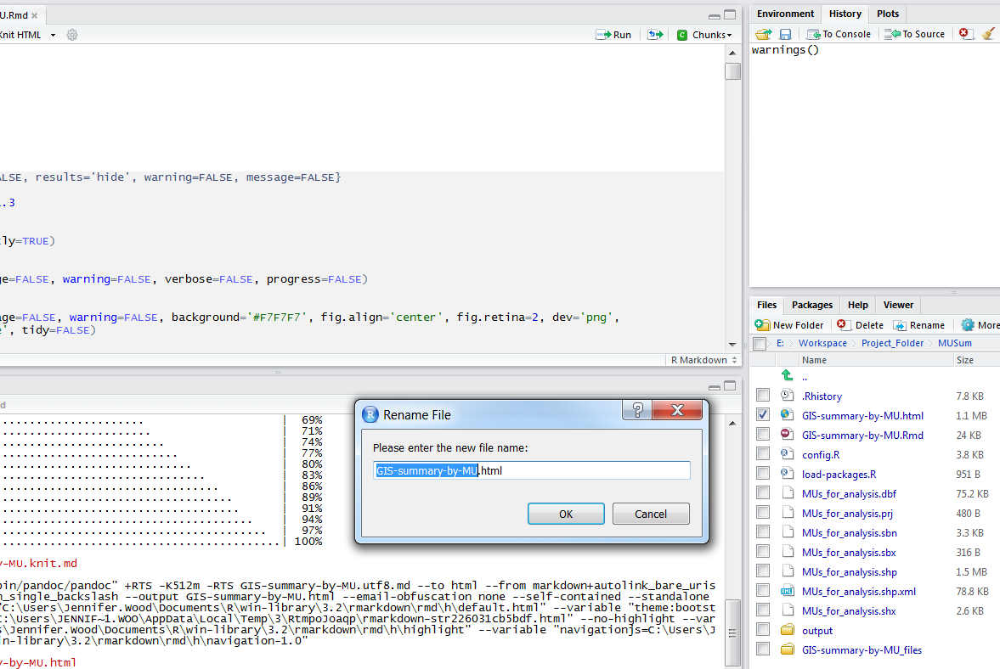 U.Rmd
Knit HTML
Run
Chunks
ALSE, results='hide', warning=FALSE, message=FALSE}
.3
ly=TRUE)
ge=FALSE, warning=FALSE, verbose=FALSE, progress=FALSE)
age=FALSE, warning=FALSE, background='#F7F7F7', fig.align='center', fig.retina=2, dev='png',
e', tidy=FALSE)
R Markdown
Environment History Plots
To Console To Source
warnings()
Files Packages Help Viewer
New Folder Delete Rename More
E: Workspace Project_Folder MUSum
Name Size
..
.Rhistory 7.8 KB
GIS-summary-by-MU.html 1.1 MB
GIS-summary-by-MU.Rmd 24 KB
config.R 3.8 KB
load-packages.R 951 B
MUs_for_analysis.dbf 75.2 KB
MUs_for_analysis.prj 480 B
MUs_for_analysis.sbn 3.3 KB
MUs_for_analysis.sbx 316 B
MUs_for_analysis.shp 1.5 MB
MUs_for_analysis.shp.xml 78.8 KB
MUs_for_analysis.shx 2.6 KB
output
GIS-summary-by-MU_files
d
..................... | 69%
...................... | 71%
........................ | 74%
......................... | 77%
............................ | 80%
.............................. | 83%
................................ | 86%
.................................. | 89%
................................... | 91%
..................................... | 94%
....................................... | 97%
.........................................| 100%
y-MU.knit.md
bin/pandoc/pandoc" +RTS -K512m -RTS GIS-summary-by-MU.utf8.md --to html --from markdown+autolink_bare_uris
n_single_backslash --output GIS-summary-by-MU.html --email-obfuscation none --self-contained --standalone
"C:\Users\Jennifer.Wood\Documents\R\win-library\3.2\rmarkdown\rmd\h\default.html" --variable "theme:bootst
C:\Users\JENNIF~1.WOO\AppData\Local\Temp\3\RtmpoJoaqp\rmarkdown-str226031cb5bdf.html" --no-highlight --var
s\Jennifer.Wood\Documents\R\win-library\3.2\rmarkdown\rmd\h\highlight" --variable "navigationjs=C:\Users\J
n-library\3.2\rmarkdown\rmd\h\navigation-1.0"
y-by-MU.html
Rename File
Please enter the new file name:
GIS-summary-by-MU.html
OK Cancel